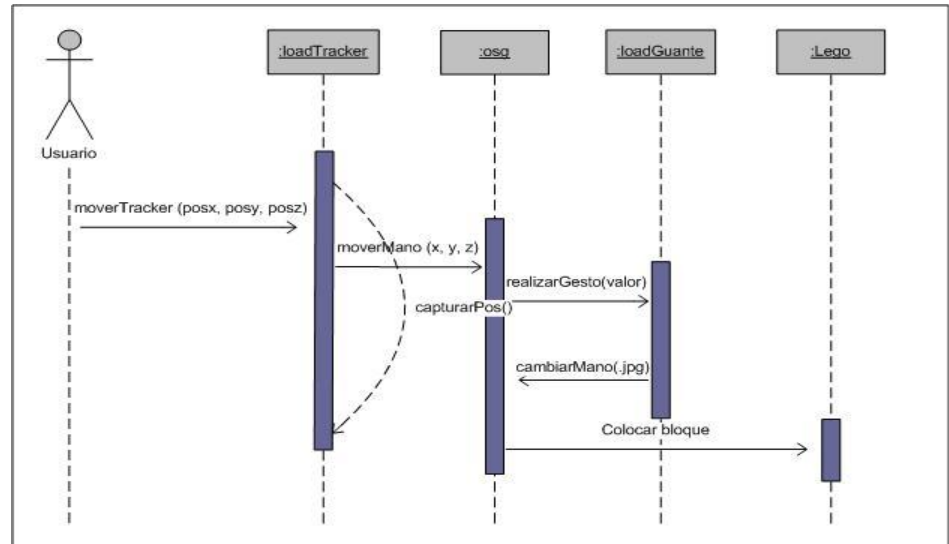 :loadTracker
:osg
:loadGuante
:Lego
Usuario
moverTracker (posx, posy, posz)
moverMano (x, y, z)
realizarGesto(valor)
capturarPos()
cambiarMano(.jpg)
Colocar bloque